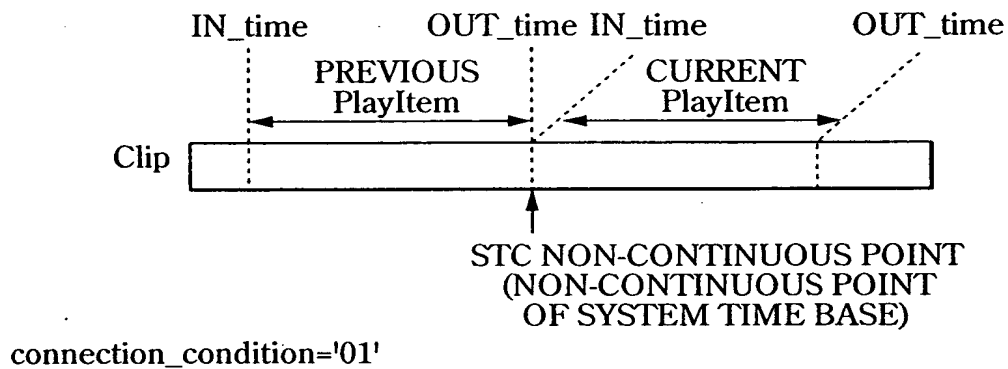 IN_time OUT_time IN_time OUT_time
PREVIOUS
PlayItem
CURRENT
PlayItem
Clip
STC NON-CONTINUOUS POINT
(NON-CONTINUOUS POINT
OF SYSTEM TIME BASE)
connection_condition='01'